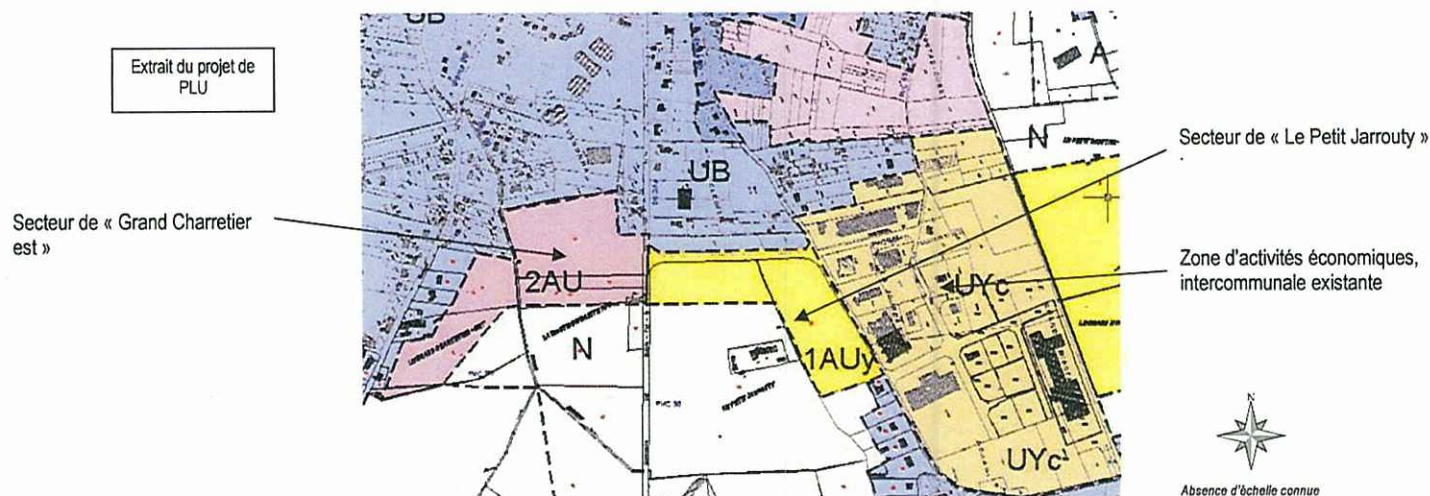 Extrait du projet de
PLU
UB
A
N
Secteur de « Le Petit Jarrouty »
UB
Secteur de « Grand Charretier
est »
2AU
UYc
Zone d'activités économiques,
intercommunale existante
N
1AUy
UYc
N
Absence d'échelle connue